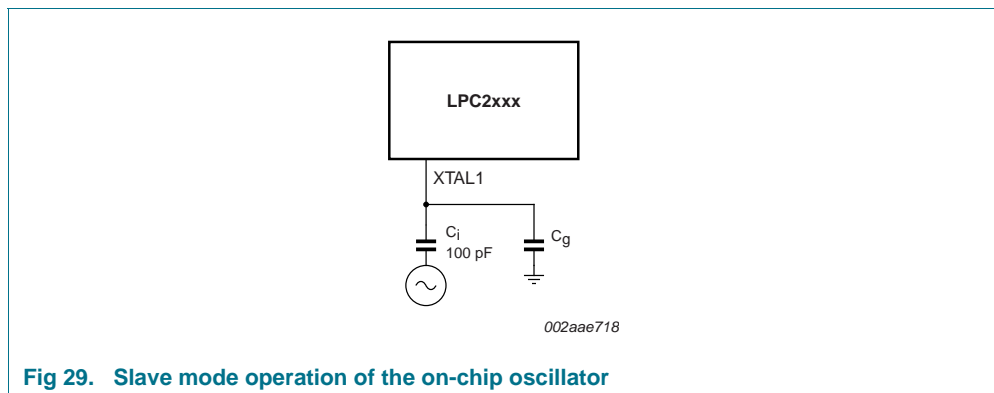 LPC2xxx
XTAL1
Ci
100 pF
Cg
002aae718
Fig 29. Slave mode operation of the on-chip oscillator